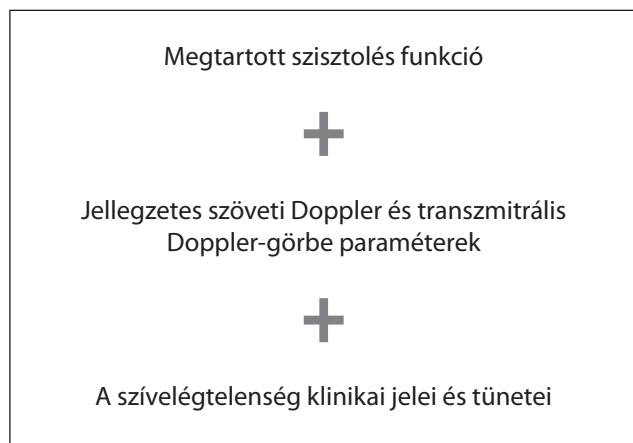 Megtartott szisztolés funkció
+
Jellegzetes szöveti Doppler és transzmitrális
Doppler-görbe paraméterek
+
A szívelégtelenség klinikai jelei és tünetei